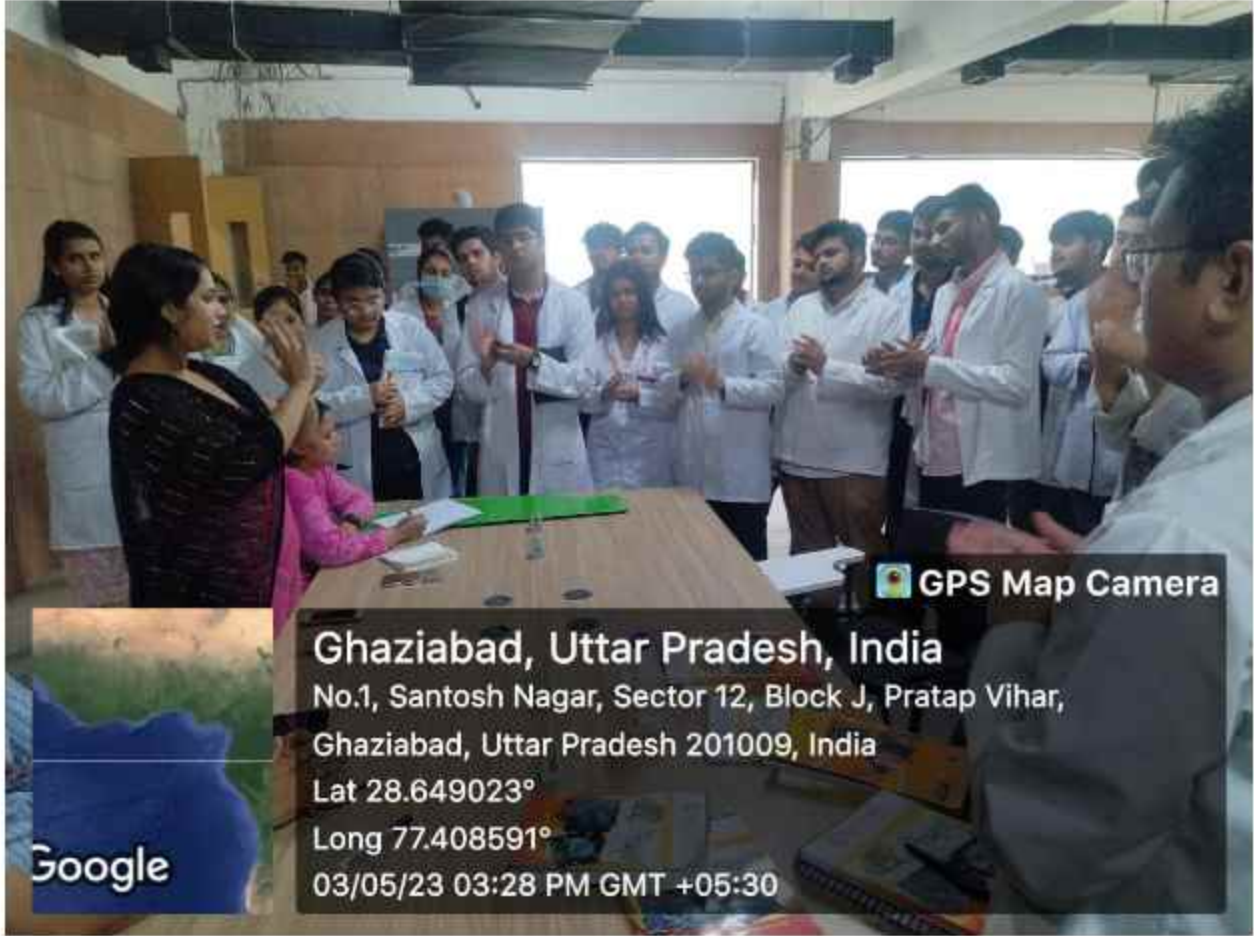 GPS Map Camera
Ghaziabad, Uttar Pradesh, India
No.1, Santosh Nagar, Sector 12, Block J, Pratap Vihar,
Ghaziabad, Uttar Pradesh 201009, India
Lat 28.649023°
Long 77.408591°
03/05/23 03:28 PM GMT +05:30
Google